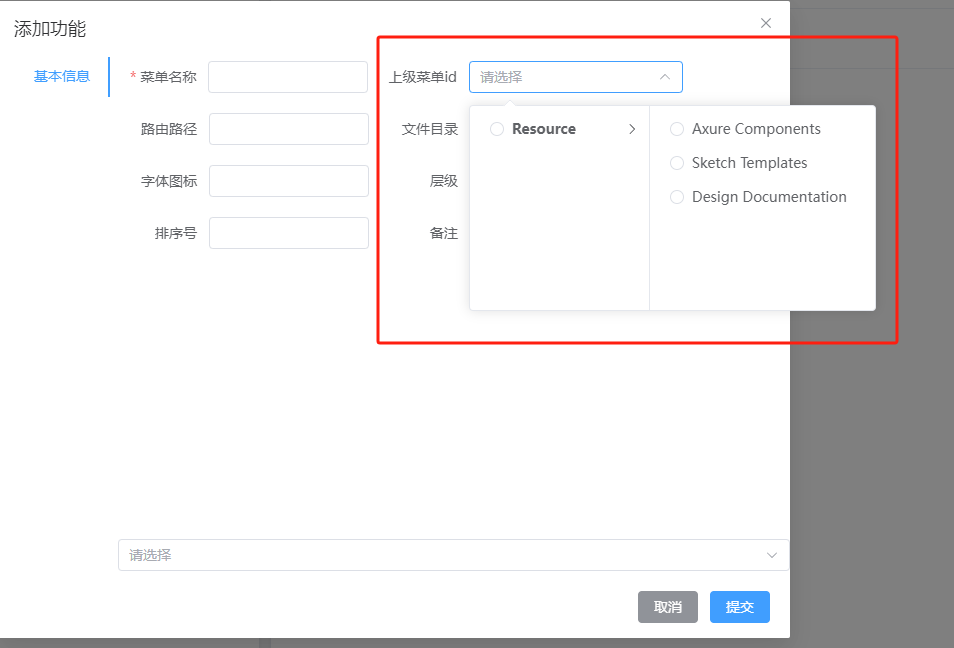 添加功能
基本信息
* 菜单名称
上级菜单id
请选择
路由路径
文件目录
Resource
Axure Components
字体图标
层级
Sketch Templates
排序号
备注
Design Documentation
请选择
取消
提交